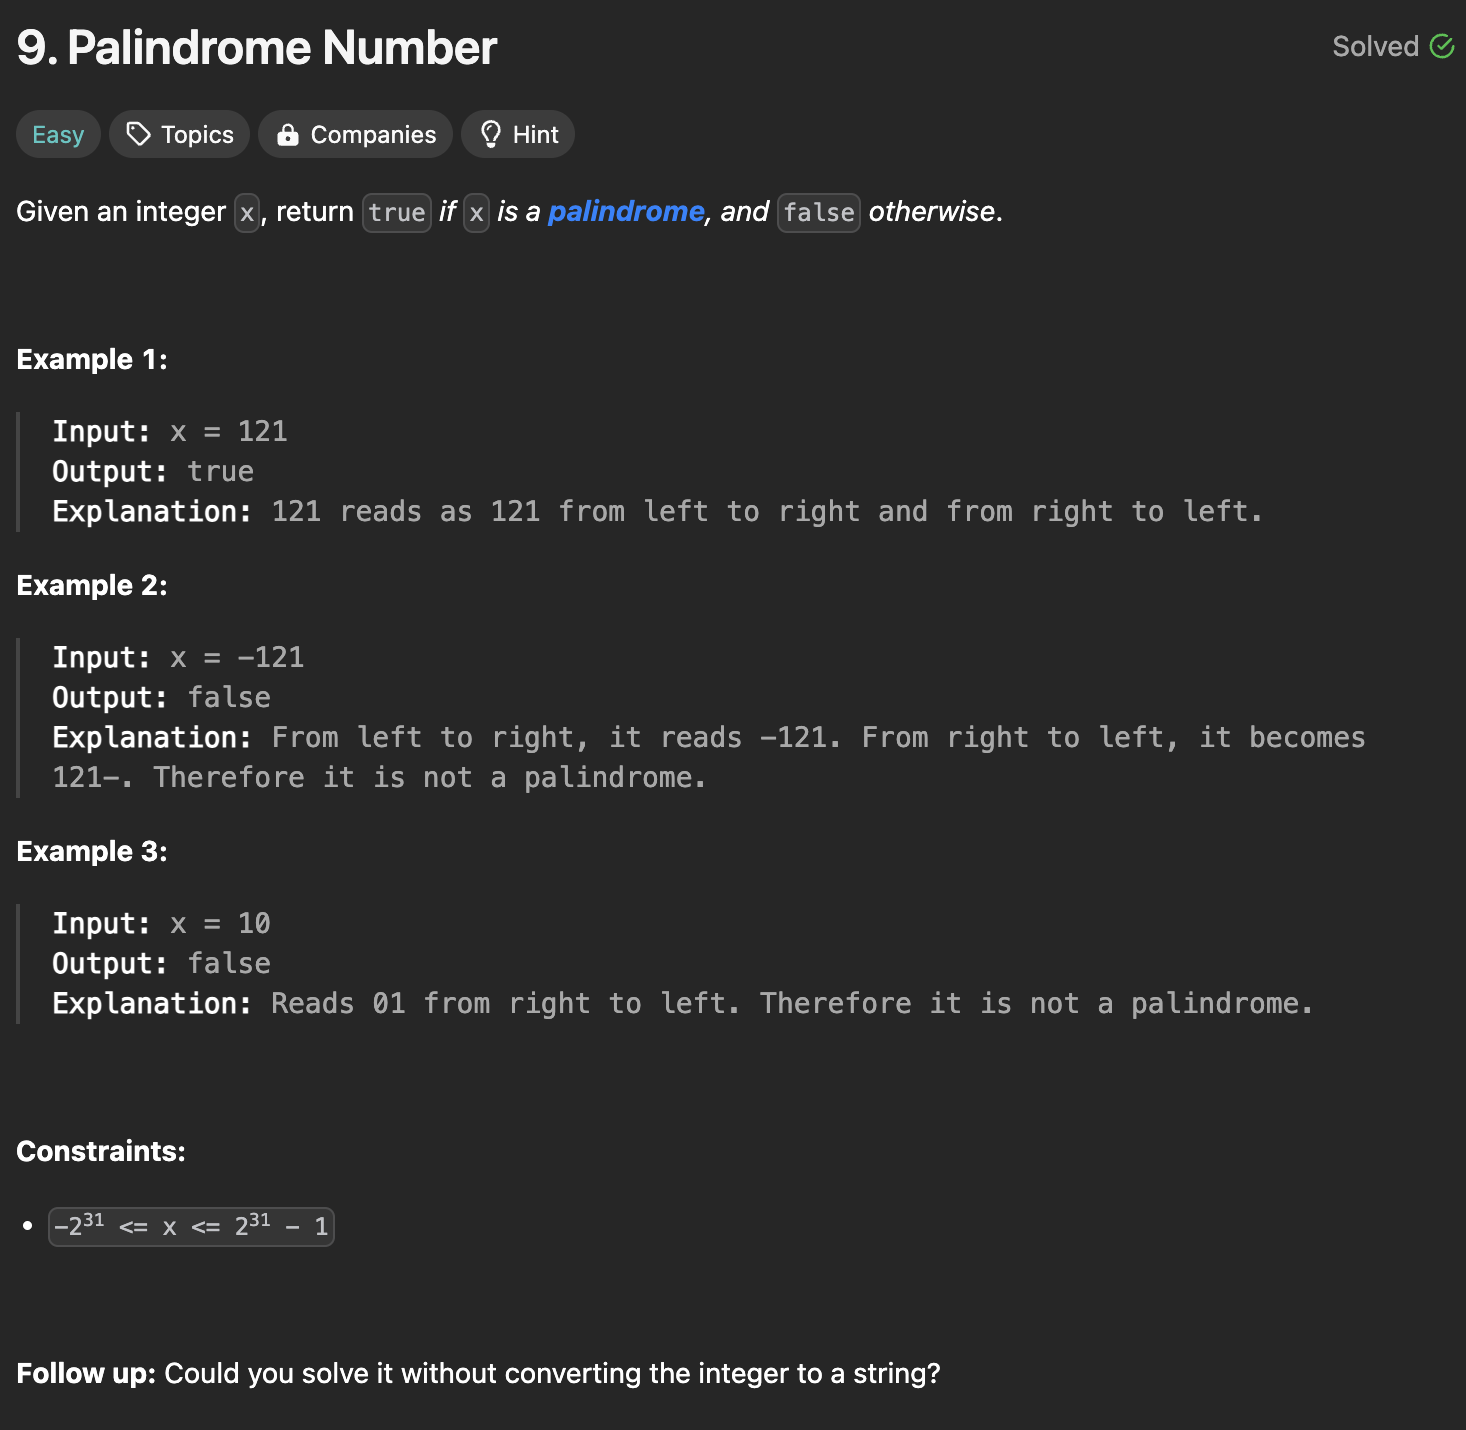 9. Palindrome Number
Solved
Easy
Topics
Companies
Hint
Given an integer x, return true if x is a palindrome, and false otherwise.
Example 1:
Input: x = 121
Output: true
Explanation: 121 reads as 121 from left to right and from right to left.
Example 2:
Input: x = -121
Output: false
Explanation: From left to right, it reads -121. From right to left, it becomes
121-. Therefore it is not a palindrome.
Example 3:
Input: x = 10
Output: false
Explanation: Reads 01 from right to left. Therefore it is not a palindrome.
Constraints:
• -2³¹ <= x <= 2³¹ - 1
Follow up: Could you solve it without converting the integer to a string?